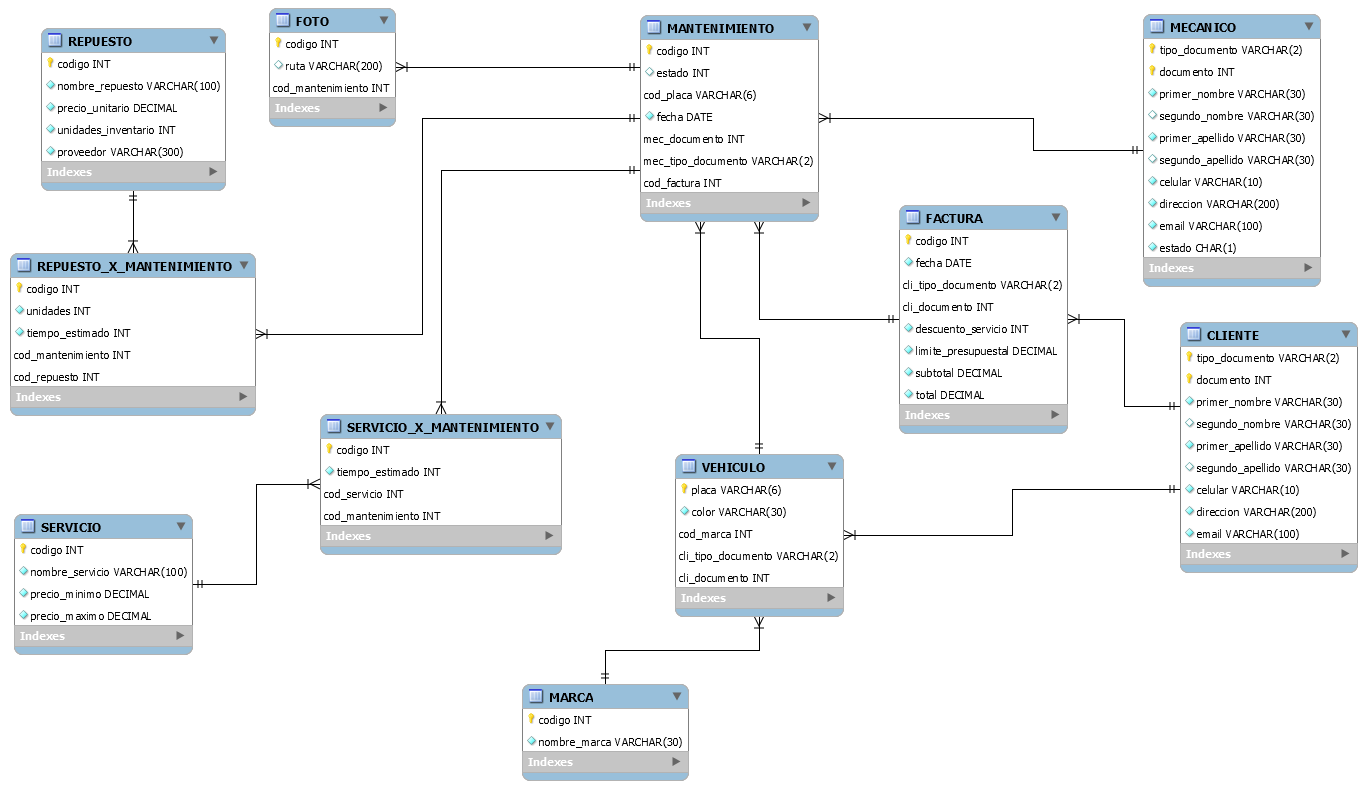 REPUESTO
codigo INT
nombre_repuesto VARCHAR(100)
precio_unitario DECIMAL
unidades_inventario INT
proveedor VARCHAR(300)
Indexes
FOTO
codigo INT
ruta VARCHAR(200)
cod_mantenimiento INT
Indexes
MANTENIMIENTO
codigo INT
estado INT
cod_placa VARCHAR(6)
fecha DATE
mec_documento INT
mec_tipo_documento VARCHAR(2)
cod_factura INT
Indexes
MECANICO
tipo_documento VARCHAR(2)
documento INT
primer_nombre VARCHAR(30)
segundo_nombre VARCHAR(30)
primer_apellido VARCHAR(30)
segundo_apellido VARCHAR(30)
celular VARCHAR(10)
direccion VARCHAR(200)
email VARCHAR(100)
estado CHAR(1)
Indexes
FACTURA
codigo INT
fecha DATE
cli_tipo_documento VARCHAR(2)
cli_documento INT
descuento_servicio INT
limite_presupuestal DECIMAL
subtotal DECIMAL
total DECIMAL
Indexes
REPUESTO_X_MANTENIMIENTO
codigo INT
unidades INT
tiempo_estimado INT
cod_mantenimiento INT
cod_repuesto INT
Indexes
CLIENTE
tipo_documento VARCHAR(2)
documento INT
primer_nombre VARCHAR(30)
segundo_nombre VARCHAR(30)
primer_apellido VARCHAR(30)
segundo_apellido VARCHAR(30)
celular VARCHAR(10)
direccion VARCHAR(200)
email VARCHAR(100)
Indexes
SERVICIO_X_MANTENIMIENTO
codigo INT
tiempo_estimado INT
cod_servicio INT
cod_mantenimiento INT
Indexes
VEHICULO
placa VARCHAR(6)
color VARCHAR(30)
cod_marca INT
cli_tipo_documento VARCHAR(2)
cli_documento INT
Indexes
SERVICIO
codigo INT
nombre_servicio VARCHAR(100)
precio_minimo DECIMAL
precio_maximo DECIMAL
Indexes
MARCA
codigo INT
nombre_marca VARCHAR(30)
Indexes